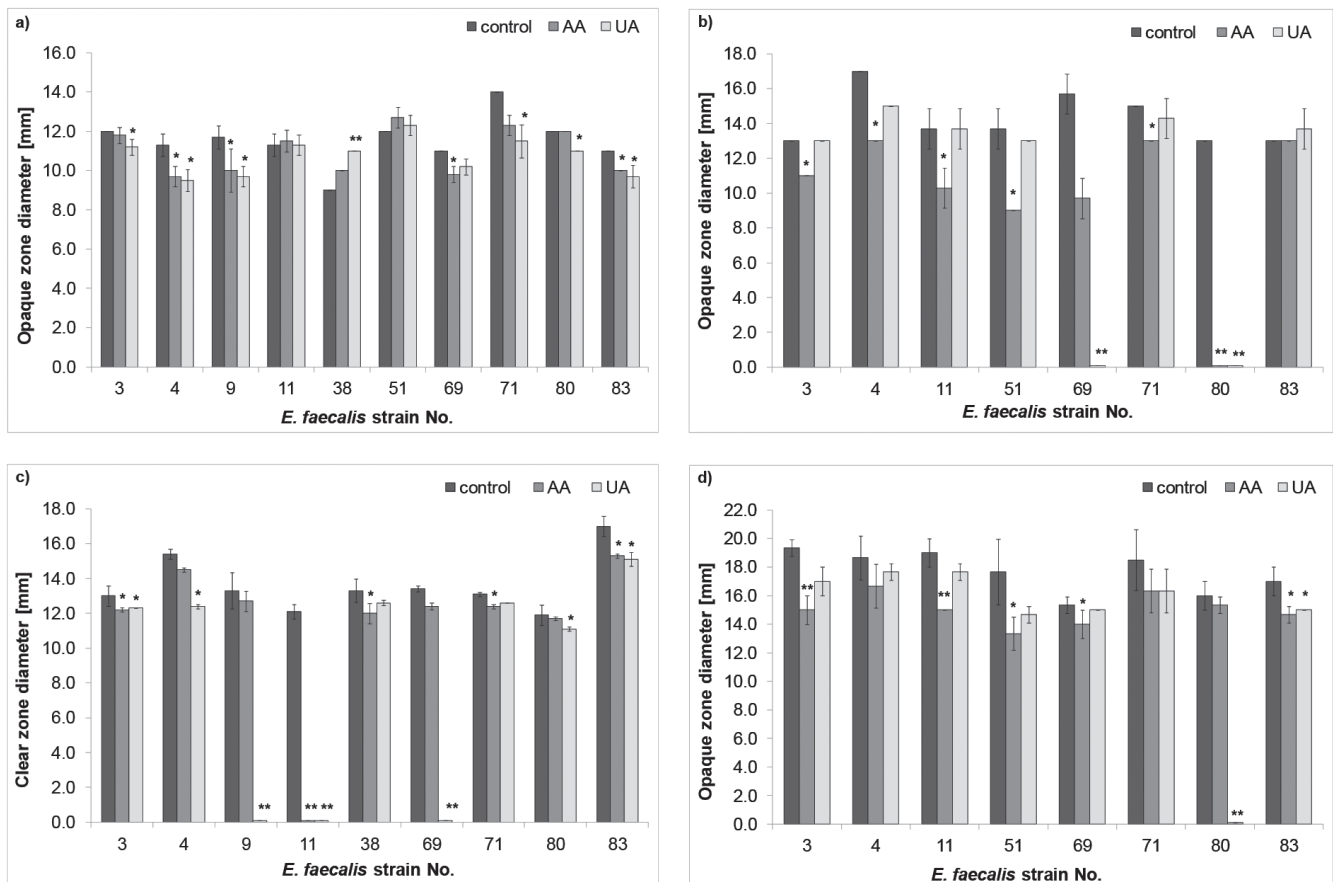 a)
control AA UA
Opaque zone diameter [mm]
16.0
14.0
12.0
10.0
8.0
6.0
4.0
2.0
0.0
* * * * * ** * * * * *
3 4 9 11 38 51 69 71 80 83
E. faecalis strain No.
b)
control AA UA
Opaque zone diameter [mm]
18.0
16.0
14.0
12.0
10.0
8.0
6.0
4.0
2.0
0.0
* * * * ** * ** **
3 4 11 51 69 71 80 83
E. faecalis strain No.
c)
control AA UA
Clear zone diameter [mm]
18.0
16.0
14.0
12.0
10.0
8.0
6.0
4.0
2.0
0.0
* * * ** ** ** * ** * * * *
3 4 9 11 38 69 71 80 83
E. faecalis strain No.
d)
control AA UA
Opaque zone diameter [mm]
22.0
20.0
18.0
16.0
14.0
12.0
10.0
8.0
6.0
4.0
2.0
0.0
** ** * * ** * *
3 4 11 51 69 71 80 83
E. faecalis strain No.